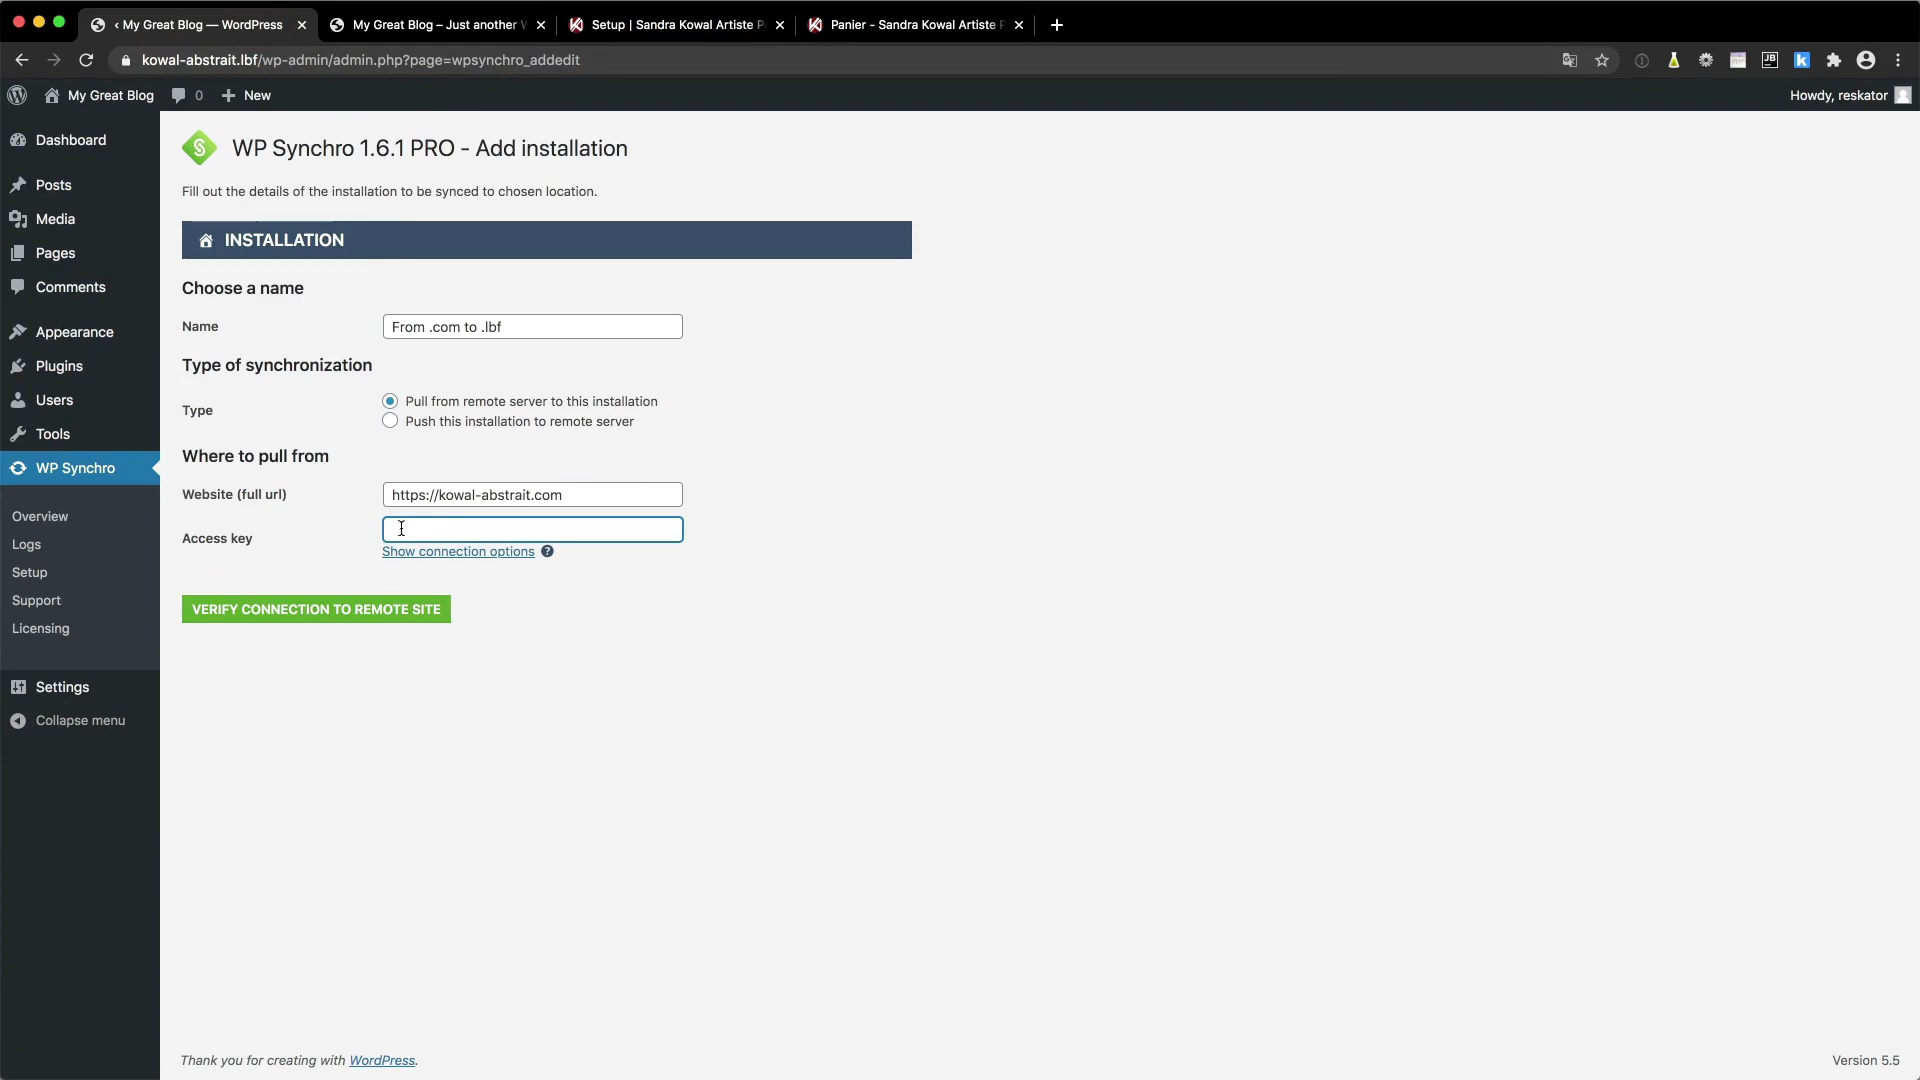 ‹ My Great Blog — WordPress
My Great Blog – Just another W
Setup | Sandra Kowal Artiste P
Panier - Sandra Kowal Artiste P
kowal-abstrait.lbf/wp-admin/admin.php?page=wpsynchro_addedit
My Great Blog
0
New
Howdy, reskator
Dashboard
Posts
Media
Pages
Comments
Appearance
Plugins
Users
Tools
WP Synchro
Overview
Logs
Setup
Support
Licensing
Settings
Collapse menu
WP Synchro 1.6.1 PRO - Add installation
Fill out the details of the installation to be synced to chosen location.
INSTALLATION
Choose a name
Name
From .com to .lbf
Type of synchronization
Type
Pull from remote server to this installation
Push this installation to remote server
Where to pull from
Website (full url)
https://kowal-abstrait.com
Access key
Show connection options ?
VERIFY CONNECTION TO REMOTE SITE
Thank you for creating with WordPress.
Version 5.5